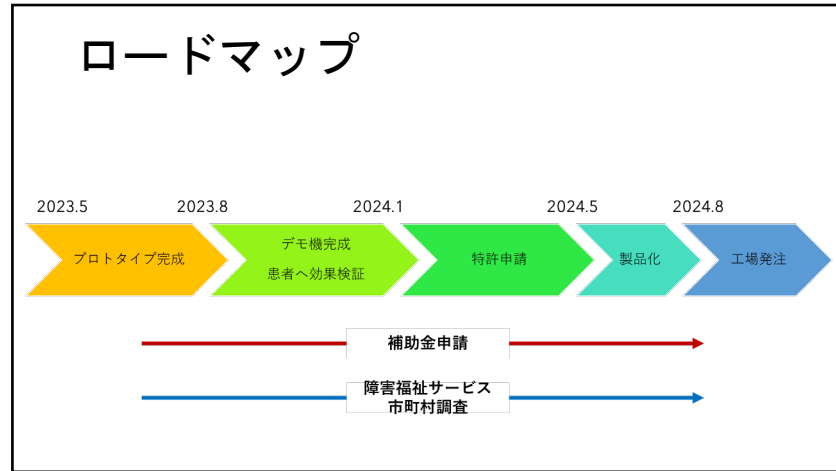 ロードマップ
2023.5
2023.8
2024.1
2024.5
2024.8
プロトタイプ完成
デモ機完成
患者へ効果検証
特許申請
製品化
工場発注
補助金申請
障害福祉サービス
市町村調査